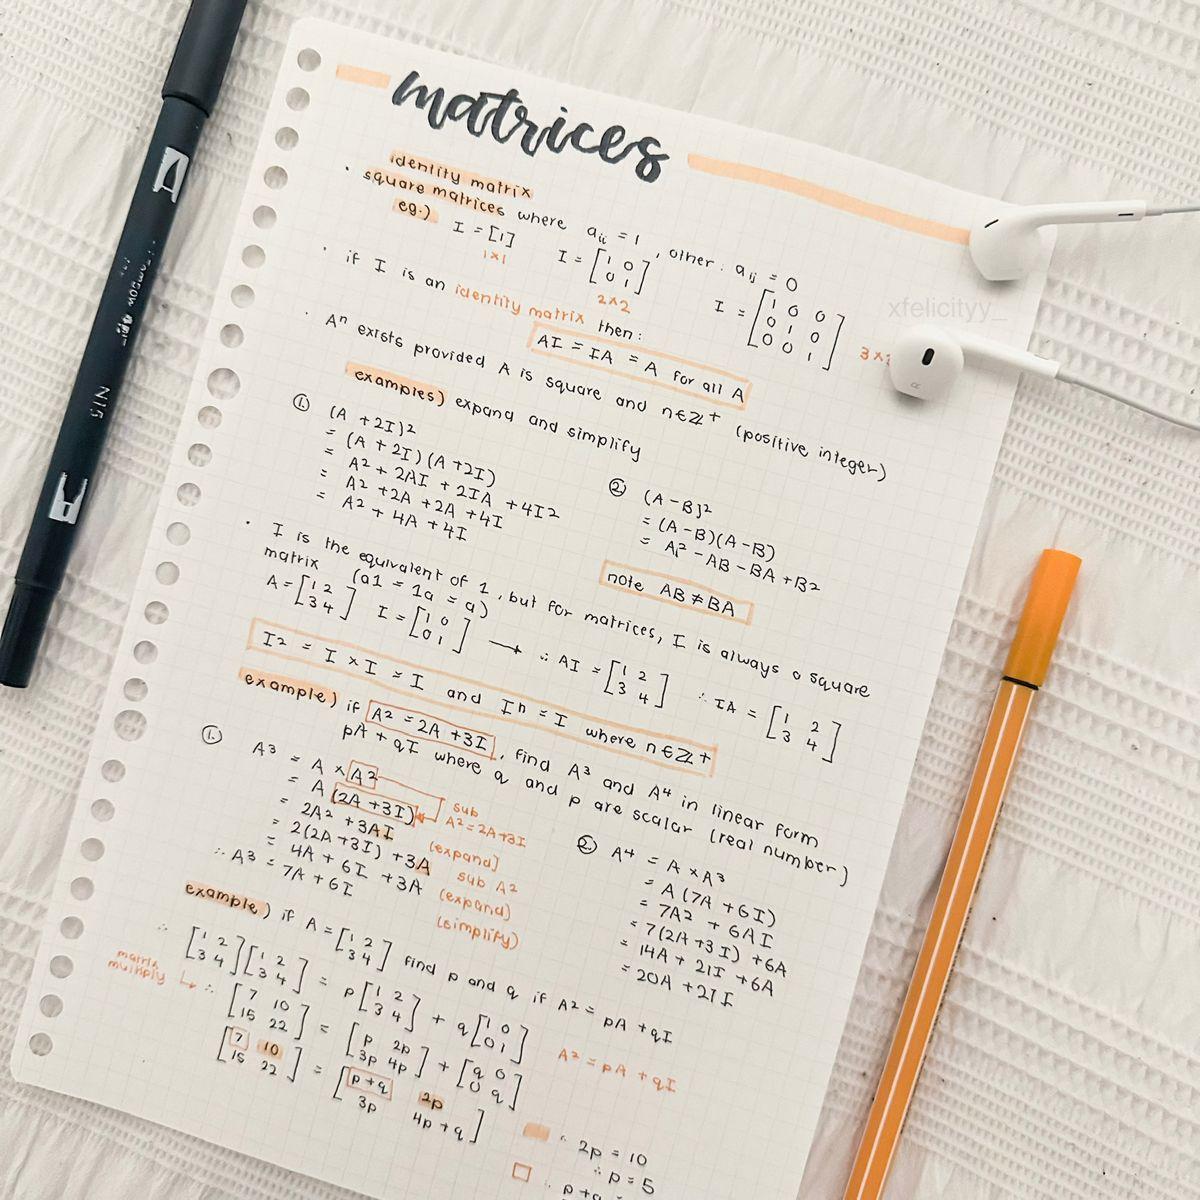 matrices
identity matrix
· square matrices where aᵢᵢ = 1, other: aᵢⱼ = 0
eg.) I = [1] I = [1 0 I = [1 0 0
0 1] 0 1 0
0 0 1]
1×1 2×2 3×
xfelicityy_
· if I is an identity matrix then:
AI = IA = A for all A
· Aⁿ exists provided A is square and n∈ℤ⁺ (positive integer)
examples) expand and simplify
① (A + 2I)²
= (A + 2I)(A + 2I)
= A² + 2AI + 2IA + 4I²
= A² + 2A + 2A + 4I
= A² + 4A + 4I
② (A - B)²
= (A - B)(A - B)
= A² - AB - BA + B²
note AB ≠ BA
· I is the equivalent of 1, but for matrices, I is always a square
matrix (a1 = 1a = a)
A = [1 2 I = [1 0 → ∴ AI = [1 2 ∴ IA = [1 2
3 4] 0 1] 3 4] 3 4]
I² = I × I = I and Iⁿ = I where n∈ℤ⁺
example) if A² = 2A + 3I, find A³ and A⁴ in linear form
pA + qI where q and p are scalar (real number)
① A³ = A × A²
= A (2A + 3I) sub A² = 2A + 3I
= 2A² + 3AI (expand)
= 2(2A + 3I) + 3A sub A²
= 4A + 6I + 3A (expand)
∴ A³ = 7A + 6I (simplify)
② A⁴ = A × A³
= A (7A + 6I)
= 7A² + 6AI
= 7(2A + 3I) + 6A
= 14A + 21I + 6A
= 20A + 21I
example) if A = [1 2 find p and q if A² = pA + qI
3 4]
∴ [1 2 [1 2 = p[1 2 + q[1 0 A² = pA + qI
3 4] 3 4] 3 4] 0 1]
matrix
multiply ↳ ∴ [7 10 = [p 2p + [q 0
15 22] 3p 4p] 0 q]
[7 10 = [p+q 2p
15 22] 3p 4p+q]
∴ 2p = 10
∴ p = 5
∴ p + q =